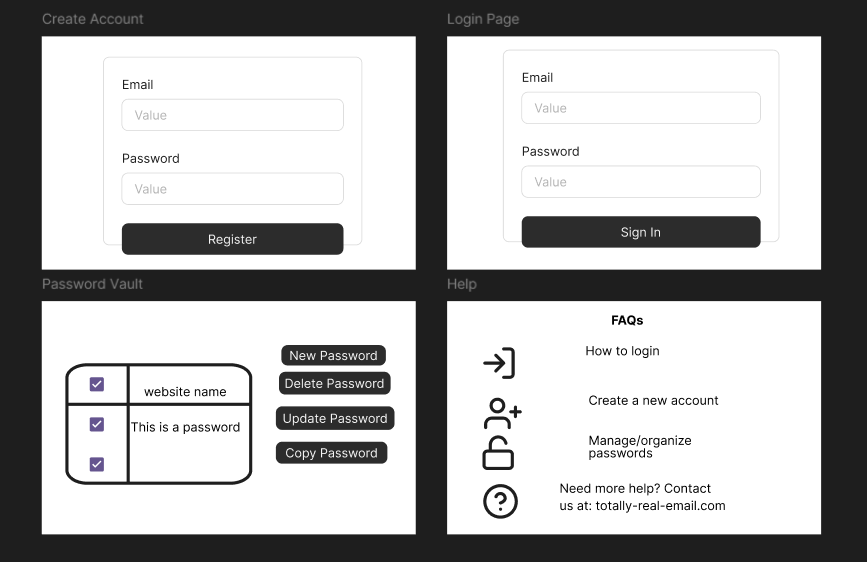 Create Account
Email
Value
Password
Value
Register
Login Page
Email
Value
Password
Value
Sign In
Password Vault
website name
This is a password
New Password
Delete Password
Update Password
Copy Password
Help
FAQs
How to login
Create a new account
Manage/organize
passwords
Need more help? Contact
us at: totally-real-email.com